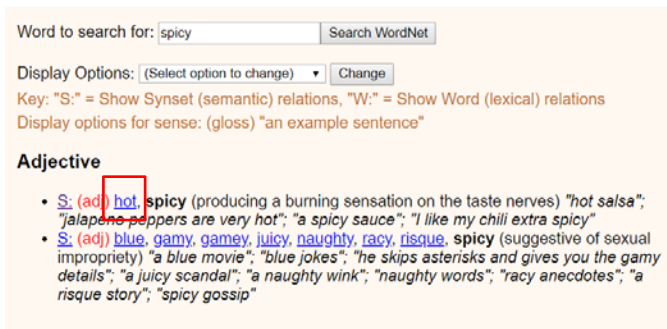 Word to search for: spicy Search WordNet
Display Options: (Select option to change) Change
Key: "S:" = Show Synset (semantic) relations, "W:" = Show Word (lexical) relations
Display options for sense: (gloss) "an example sentence"
Adjective
• S: (adj) hot, spicy (producing a burning sensation on the taste nerves) "hot salsa";
"jalapeno peppers are very hot"; "a spicy sauce"; "I like my chili extra spicy"
• S: (adj) blue, gamy, gamey, juicy, naughty, racy, risque, spicy (suggestive of sexual
impropriety) "a blue movie"; "blue jokes"; "he skips asterisks and gives you the gamy
details"; "a juicy scandal"; "a naughty wink"; "naughty words"; "racy anecdotes"; "a
risque story"; "spicy gossip"